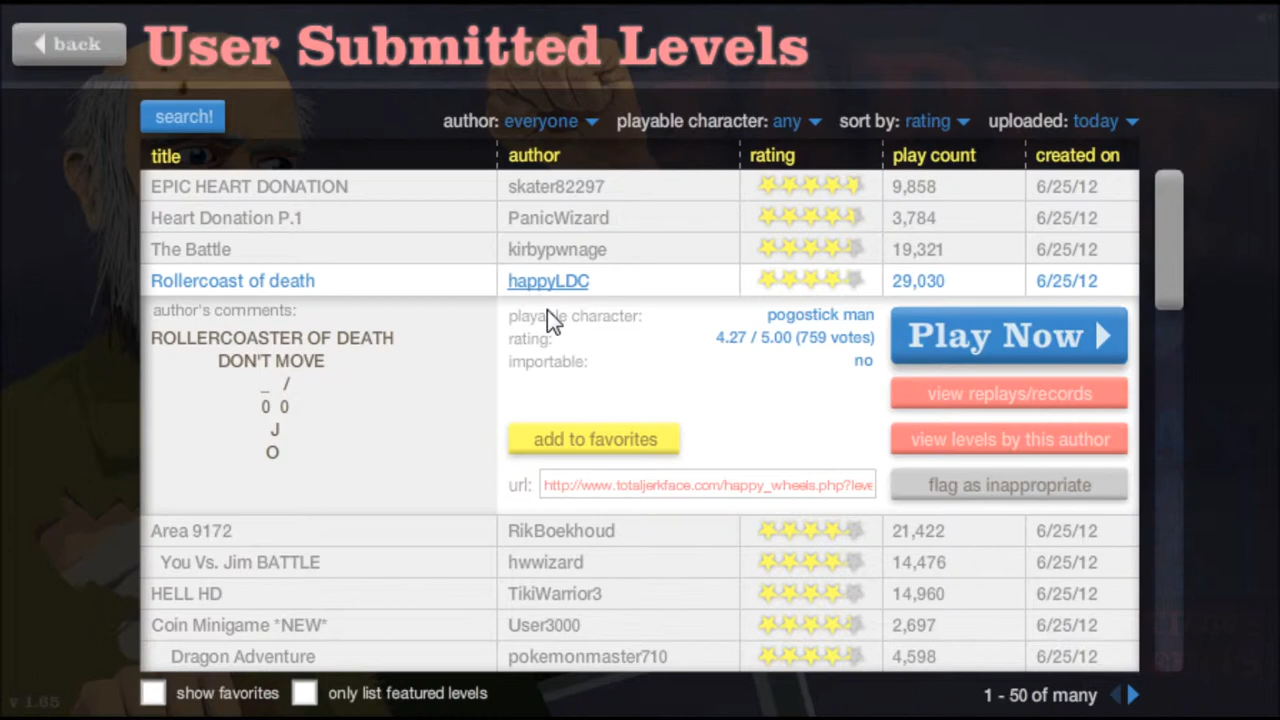 back
User Submitted Levels
search!
author: everyone playable character: any sort by: rating uploaded: today
title author rating play count created on
EPIC HEART DONATION skater82297 9,858 6/25/12
Heart Donation P.1 PanicWizard 3,784 6/25/12
The Battle kirbypwnage 19,321 6/25/12
Rollercoast of death happyLDC 29,030 6/25/12
author's comments:
ROLLERCOASTER OF DEATH
DON'T MOVE
_ /
0 0
J
O
playable character: pogostick man
rating: 4.27 / 5.00 (759 votes)
importable: no
add to favorites
url: http://www.totaljerkface.com/happy_wheels.php?leve
Play Now
view replays/records
view levels by this author
flag as inappropriate
Area 9172 RikBoekhoud 21,422 6/25/12
You Vs. Jim BATTLE hwwizard 14,476 6/25/12
HELL HD TikiWarrior3 14,960 6/25/12
Coin Minigame *NEW* User3000 2,697 6/25/12
Dragon Adventure pokemonmaster710 4,598 6/25/12
show favorites only list featured levels 1 - 50 of many
v 1.65